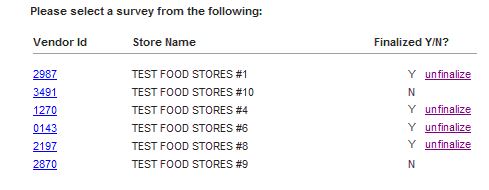 Please select a survey from the following:
Vendor Id Store Name Finalized Y/N?
2987 TEST FOOD STORES #1 Y unfinalize
3491 TEST FOOD STORES #10 N
1270 TEST FOOD STORES #4 Y unfinalize
0143 TEST FOOD STORES #6 Y unfinalize
2197 TEST FOOD STORES #8 Y unfinalize
2870 TEST FOOD STORES #9 N